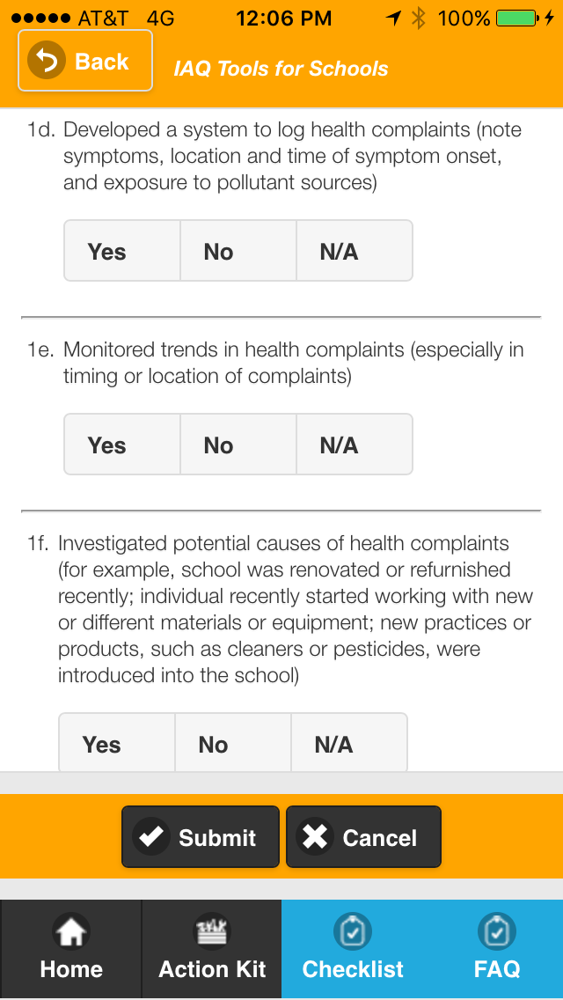 AT&T 4G 12:06 PM 100%
Back
IAQ Tools for Schools
1d. Developed a system to log health complaints (note
symptoms, location and time of symptom onset,
and exposure to pollutant sources)
Yes No N/A
1e. Monitored trends in health complaints (especially in
timing or location of complaints)
Yes No N/A
1f. Investigated potential causes of health complaints
(for example, school was renovated or refurnished
recently; individual recently started working with new
or different materials or equipment; new practices or
products, such as cleaners or pesticides, were
introduced into the school)
Yes No N/A
Submit Cancel
Home Action Kit Checklist FAQ